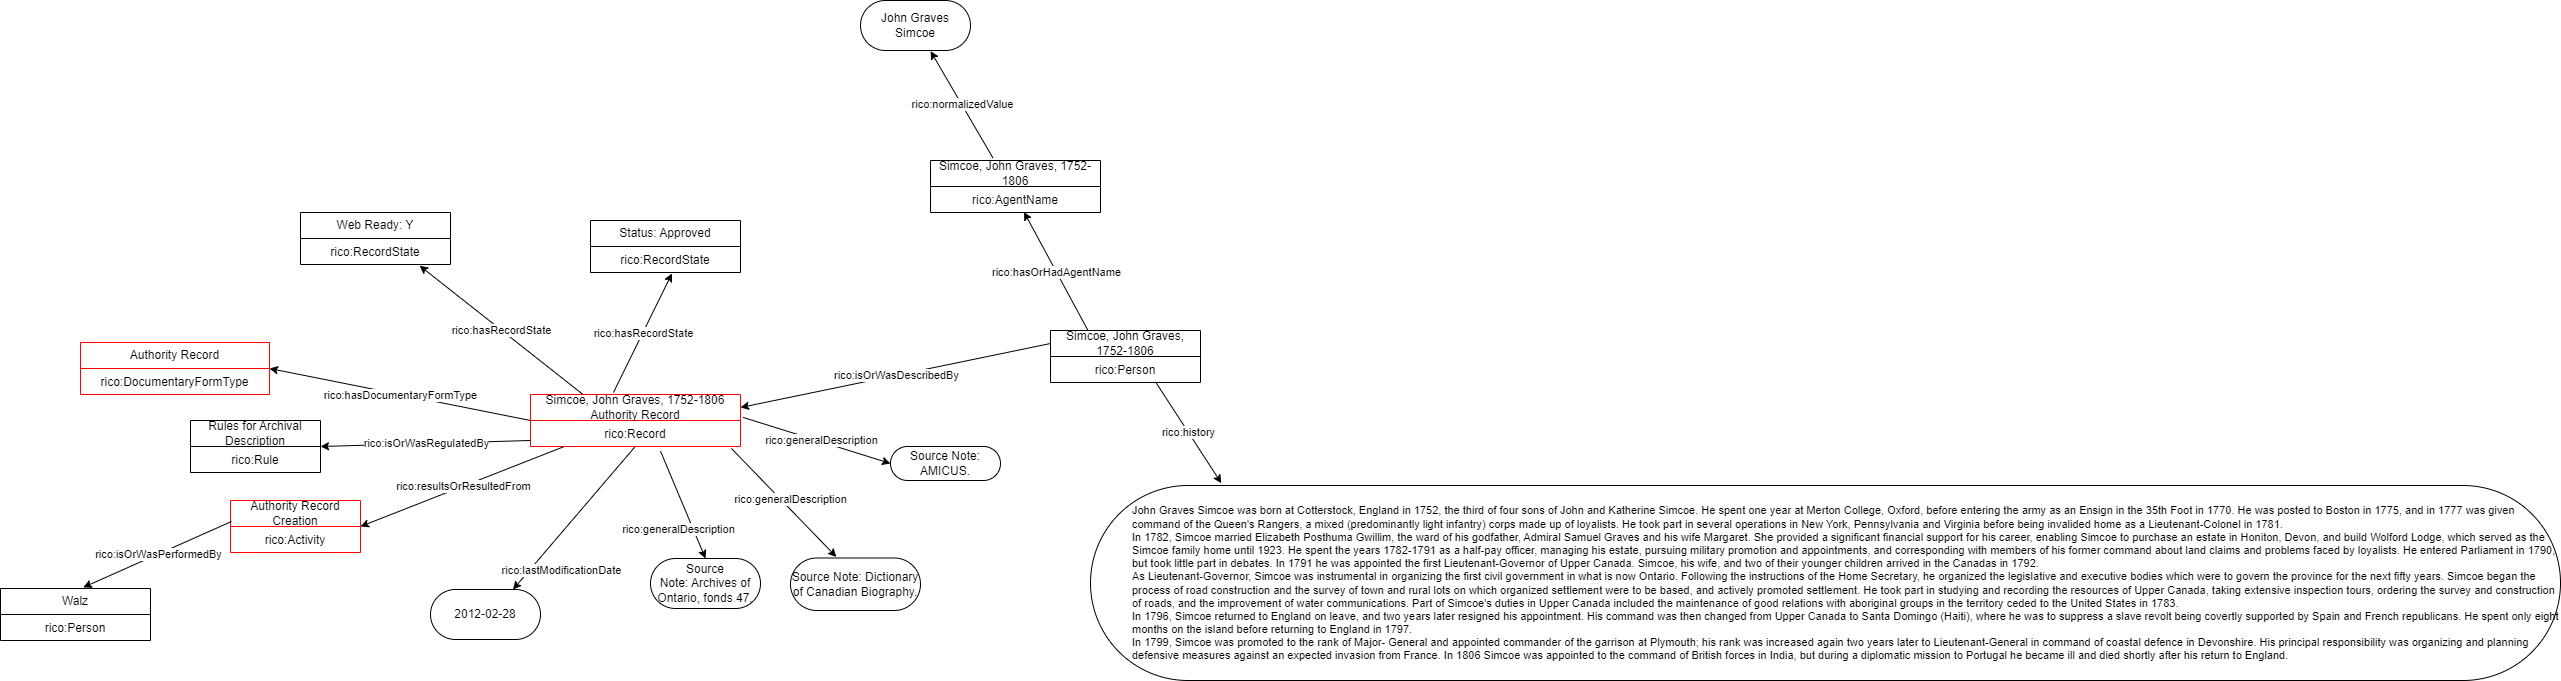 John Graves
Simcoe
rico:normalizedValue
Simcoe, John Graves, 1752-
1806
rico:AgentName
rico:hasOrHadAgentName
Web Ready: Y
rico:RecordState
Status: Approved
rico:RecordState
rico:hasRecordState
rico:hasRecordState
Simcoe, John Graves,
1752-1806
rico:Person
Authority Record
rico:DocumentaryFormType
rico:hasDocumentaryFormType
rico:isOrWasDescribedBy
Simcoe, John Graves, 1752-1806
Authority Record
rico:Record
Rules for Archival
Description
rico:Rule
rico:isOrWasRegulatedBy
rico:generalDescription
Source Note:
AMICUS.
rico:history
rico:resultsOrResultedFrom
Authority Record
Creation
rico:Activity
rico:isOrWasPerformedBy
Walz
rico:Person
rico:lastModificationDate
2012-02-28
rico:generalDescription
Source
Note: Archives of
Ontario, fonds 47.
rico:generalDescription
Source Note: Dictionary
of Canadian Biography.
John Graves Simcoe was born at Cotterstock, England in 1752, the third of four sons of John and Katherine Simcoe. He spent one year at Merton College, Oxford, before entering the army as an Ensign in the 35th Foot in 1770. He was posted to Boston in 1775, and in 1777 was given
command of the Queen's Rangers, a mixed (predominantly light infantry) corps made up of loyalists. He took part in several operations in New York, Pennsylvania and Virginia before being invalided home as a Lieutenant-Colonel in 1781.
In 1782, Simcoe married Elizabeth Posthuma Gwillim, the ward of his godfather, Admiral Samuel Graves and his wife Margaret. She provided a significant financial support for his career, enabling Simcoe to purchase an estate in Honiton, Devon, and build Wolford Lodge, which served as the
Simcoe family home until 1923. He spent the years 1782-1791 as a half-pay officer, managing his estate, pursuing military promotion and appointments, and corresponding with members of his former command about land claims and problems faced by loyalists. He entered Parliament in 1790,
but took little part in debates. In 1791 he was appointed the first Lieutenant-Governor of Upper Canada. Simcoe, his wife, and two of their younger children arrived in the Canadas in 1792.
As Lieutenant-Governor, Simcoe was instrumental in organizing the first civil government in what is now Ontario. Following the instructions of the Home Secretary, he organized the legislative and executive bodies which were to govern the province for the next fifty years. Simcoe began the
process of road construction and the survey of town and rural lots on which organized settlement were to be based, and actively promoted settlement. He took part in studying and recording the resources of Upper Canada, taking extensive inspection tours, ordering the survey and construction
of roads, and the improvement of water communications. Part of Simcoe's duties in Upper Canada included the maintenance of good relations with aboriginal groups in the territory ceded to the United States in 1783.
In 1796, Simcoe returned to England on leave, and two years later resigned his appointment. His command was then changed from Upper Canada to Santa Domingo (Haiti), where he was to suppress a slave revolt being covertly supported by Spain and French republicans. He spent only eight
months on the island before returning to England in 1797.
In 1799, Simcoe was promoted to the rank of Major- General and appointed commander of the garrison at Plymouth; his rank was increased again two years later to Lieutenant-General in command of coastal defence in Devonshire. His principal responsibility was organizing and planning
defensive measures against an expected invasion from France. In 1806 Simcoe was appointed to the command of British forces in India, but during a diplomatic mission to Portugal he became ill and died shortly after his return to England.